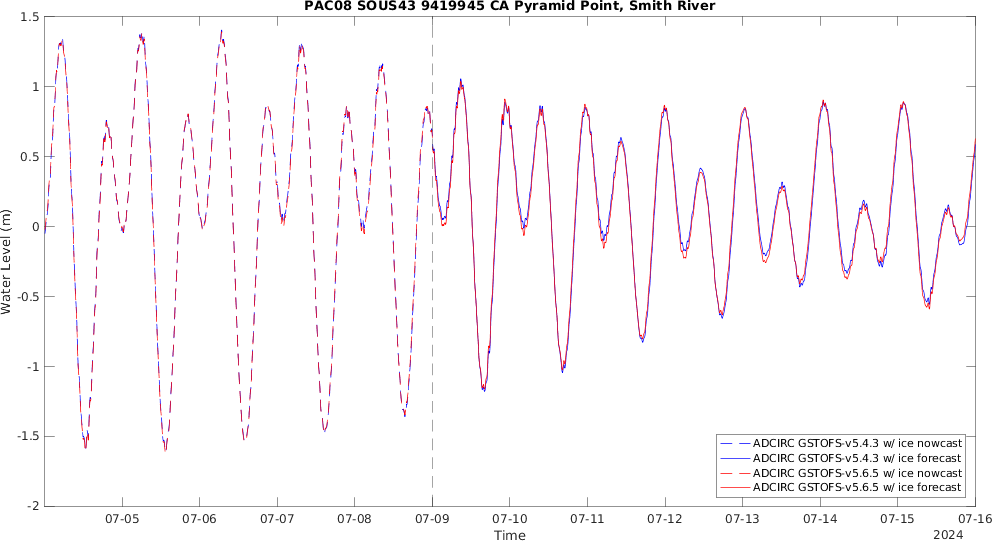 PAC08 SOUS43 9419945 CA Pyramid Point, Smith River
1.5
1
0.5
0
-0.5
-1
-1.5
-2
Water Level (m)
ADCIRC GSTOFS-v5.4.3 w/ ice nowcast
ADCIRC GSTOFS-v5.4.3 w/ ice forecast
ADCIRC GSTOFS-v5.6.5 w/ ice nowcast
ADCIRC GSTOFS-v5.6.5 w/ ice forecast
07-05 07-06 07-07 07-08 07-09 07-10 07-11 07-12 07-13 07-14 07-15 07-16
Time
2024